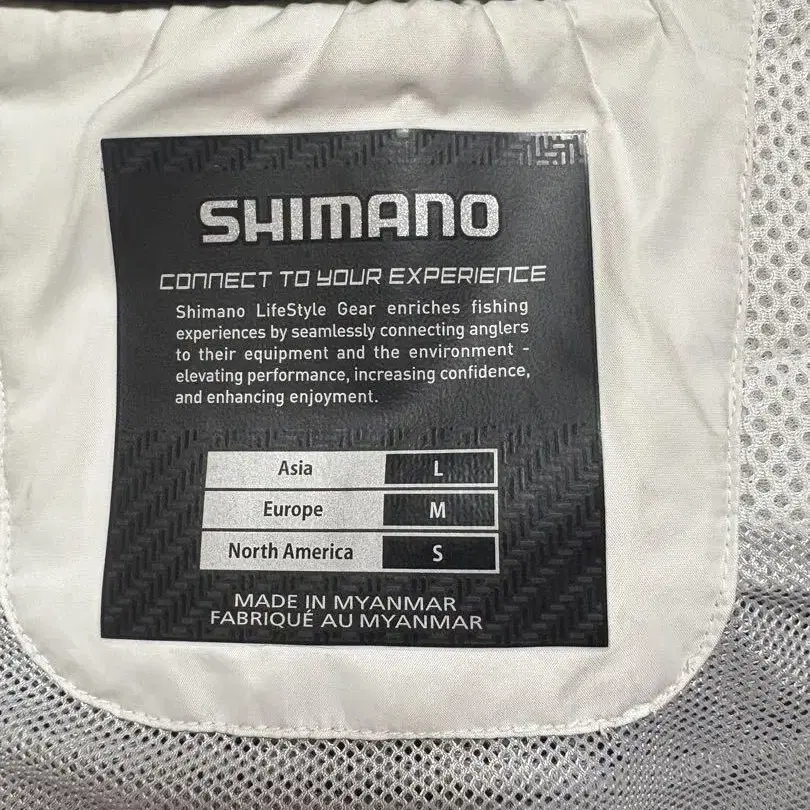 SHIMANO
CONNECT TO YOUR EXPERIENCE
Shimano LifeStyle Gear enriches fishing
experiences by seamlessly connecting anglers
to their equipment and the environment -
elevating performance, increasing confidence,
and enhancing enjoyment.
Asia L
Europe M
North America S
MADE IN MYANMAR
FABRIQUÉ AU MYANMAR